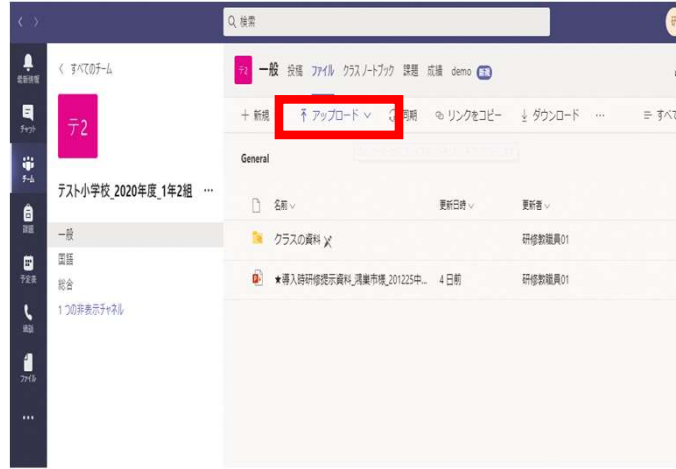 検索
研
最新情報
チャット
チーム
課題
予定表
通話
ファイル
…
< すべてのチーム
テ2
テスト小学校_2020年度_1年2組 …
一般
国語
総合
1 つの非表示チャネル
テ2 一般 投稿 ファイル クラス ノートブック 課題 成績 demo 新規
+ 新規 アップロード 同期 リンクをコピー ダウンロード … すべて
General
名前 更新日時 更新者
クラスの資料 研修教職員01
★導入時研修提示資料_鴻巣市様_201225中... 4 日前 研修教職員01